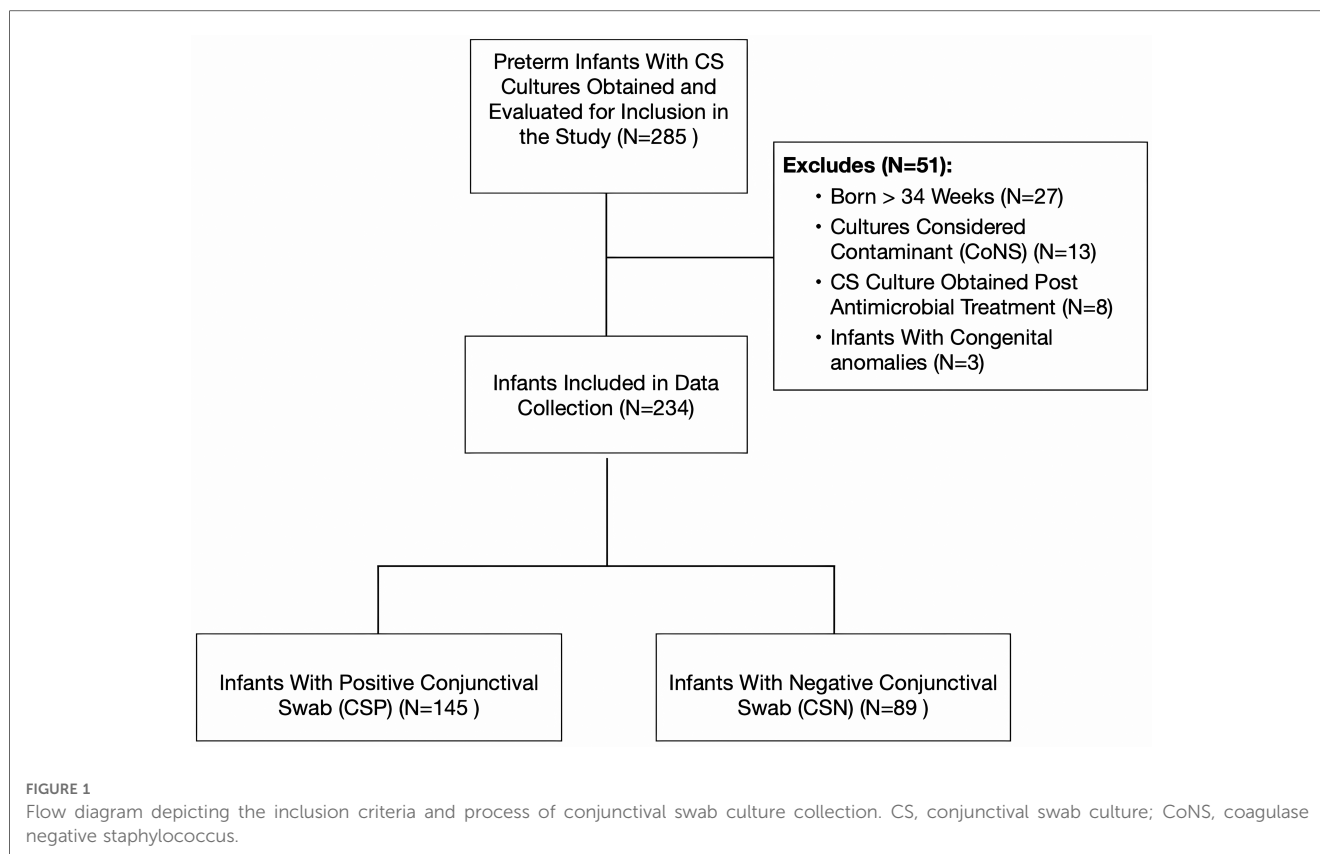 Preterm Infants With CS
Cultures Obtained and
Evaluated for Inclusion in
the Study (N=285 )
Excludes (N=51):
• Born > 34 Weeks (N=27)
• Cultures Considered
Contaminant (CoNS) (N=13)
• CS Culture Obtained Post
Antimicrobial Treatment (N=8)
• Infants With Congenital
anomalies (N=3)
Infants Included in Data
Collection (N=234)
Infants With Positive Conjunctival
Swab (CSP) (N=145 )
Infants With Negative Conjunctival
Swab (CSN) (N=89 )
FIGURE 1
Flow diagram depicting the inclusion criteria and process of conjunctival swab culture collection. CS, conjunctival swab culture; CoNS, coagulase
negative staphylococcus.